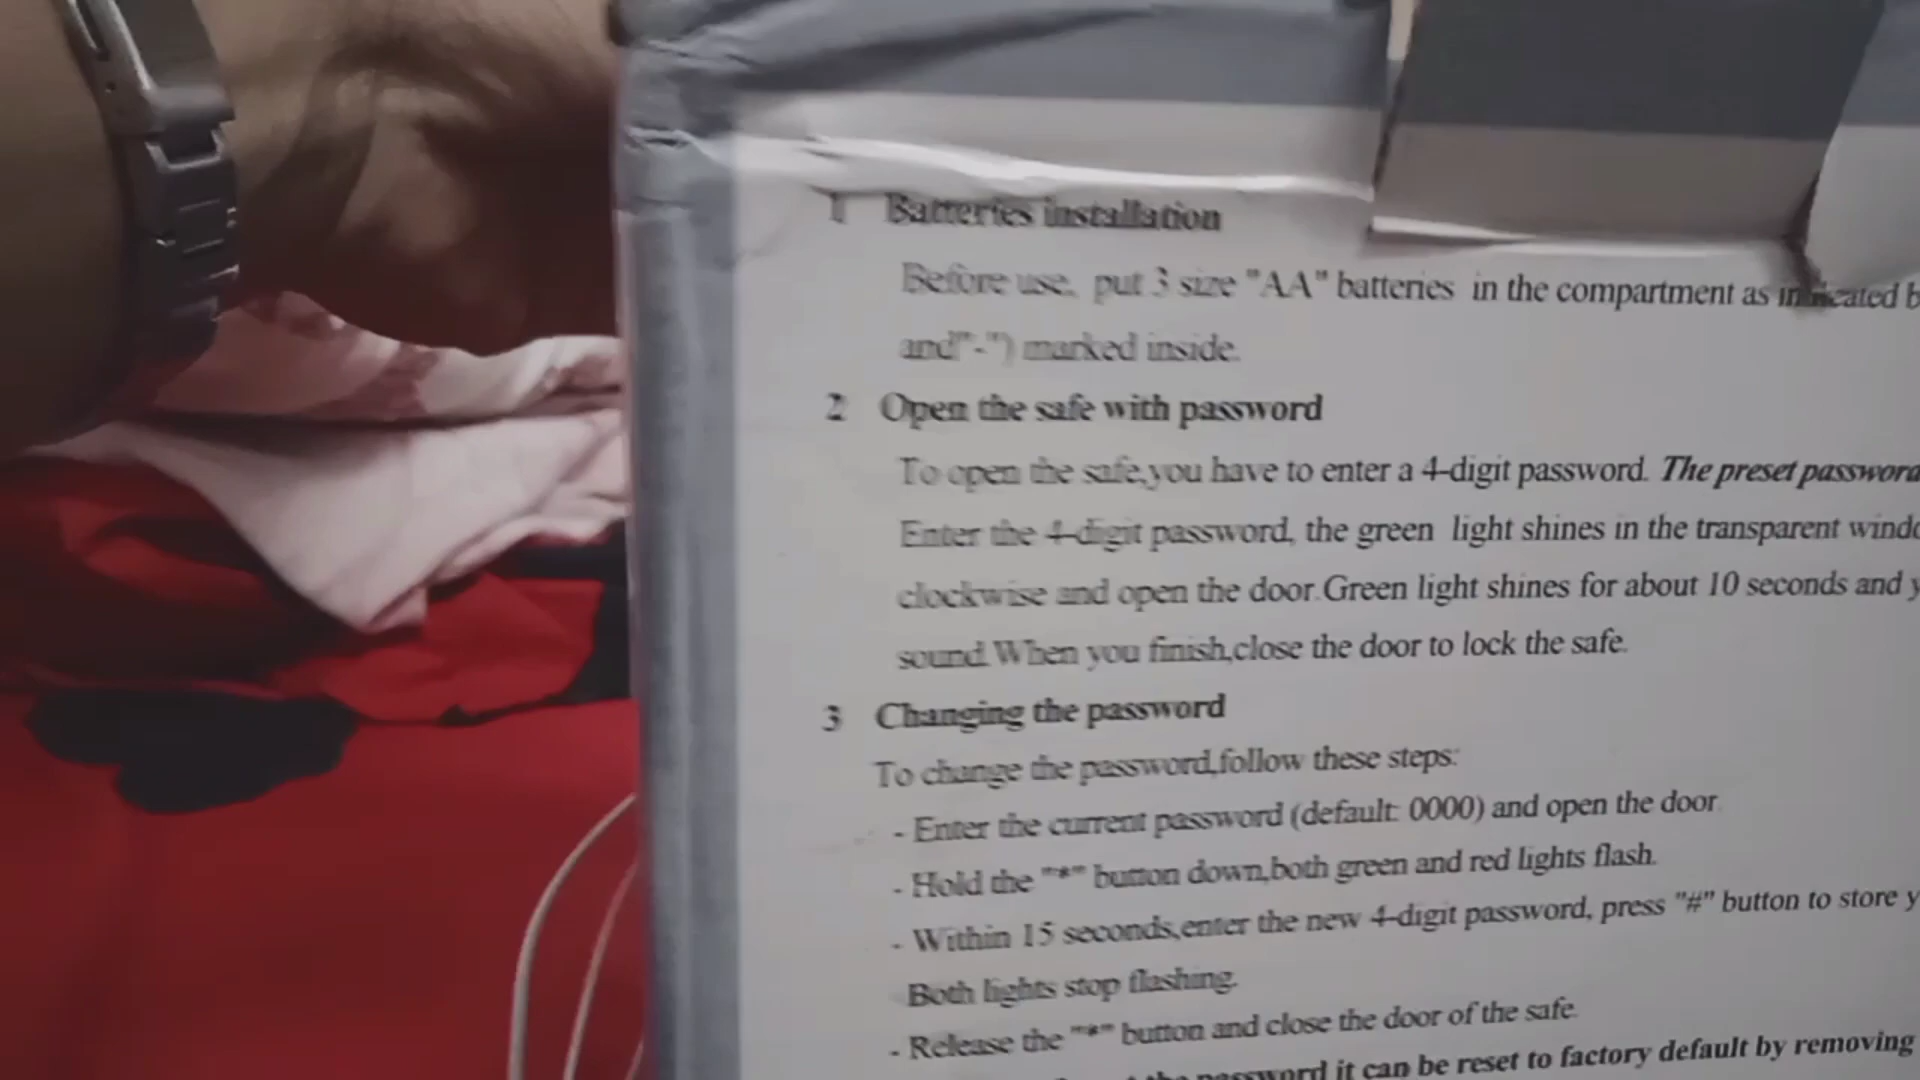 1 Batteries installation
Before use, put 3 size "AA" batteries in the compartment as indicated b
and"-") marked inside.
2 Open the safe with password
To open the safe,you have to enter a 4-digit password. The preset password
Enter the 4-digit password, the green light shines in the transparent windo
clockwise and open the door.Green light shines for about 10 seconds and y
sound.When you finish,close the door to lock the safe.
3 Changing the password
To change the password,follow these steps:
- Enter the current password (default: 0000) and open the door.
- Hold the "*" button down,both green and red lights flash.
- Within 15 seconds,enter the new 4-digit password, press "#" button to store y
Both lights stop flashing.
- Release the "*" button and close the door of the safe.
the password it can be reset to factory default by removing